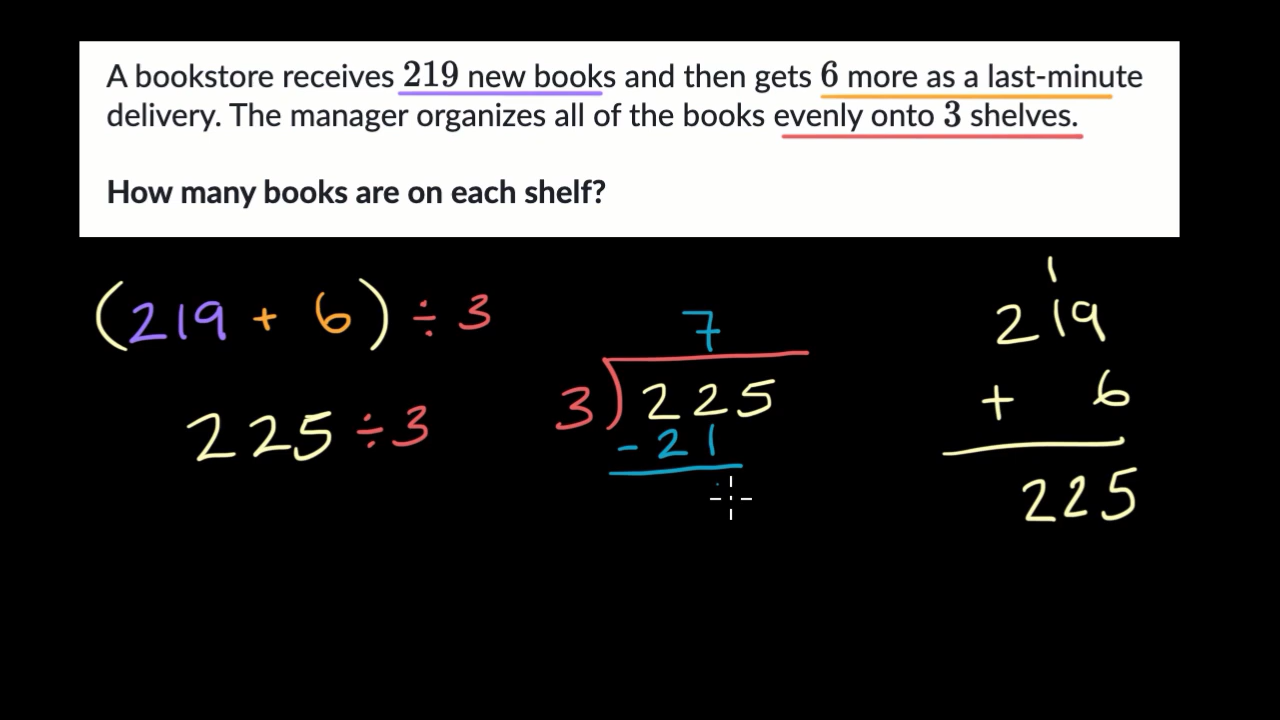 A bookstore receives 219 new books and then gets 6 more as a last-minute
delivery. The manager organizes all of the books evenly onto 3 shelves.
How many books are on each shelf?
(219 + 6) ÷ 3
225 ÷ 3
7
3)225
-21
1
219
+ 6
225